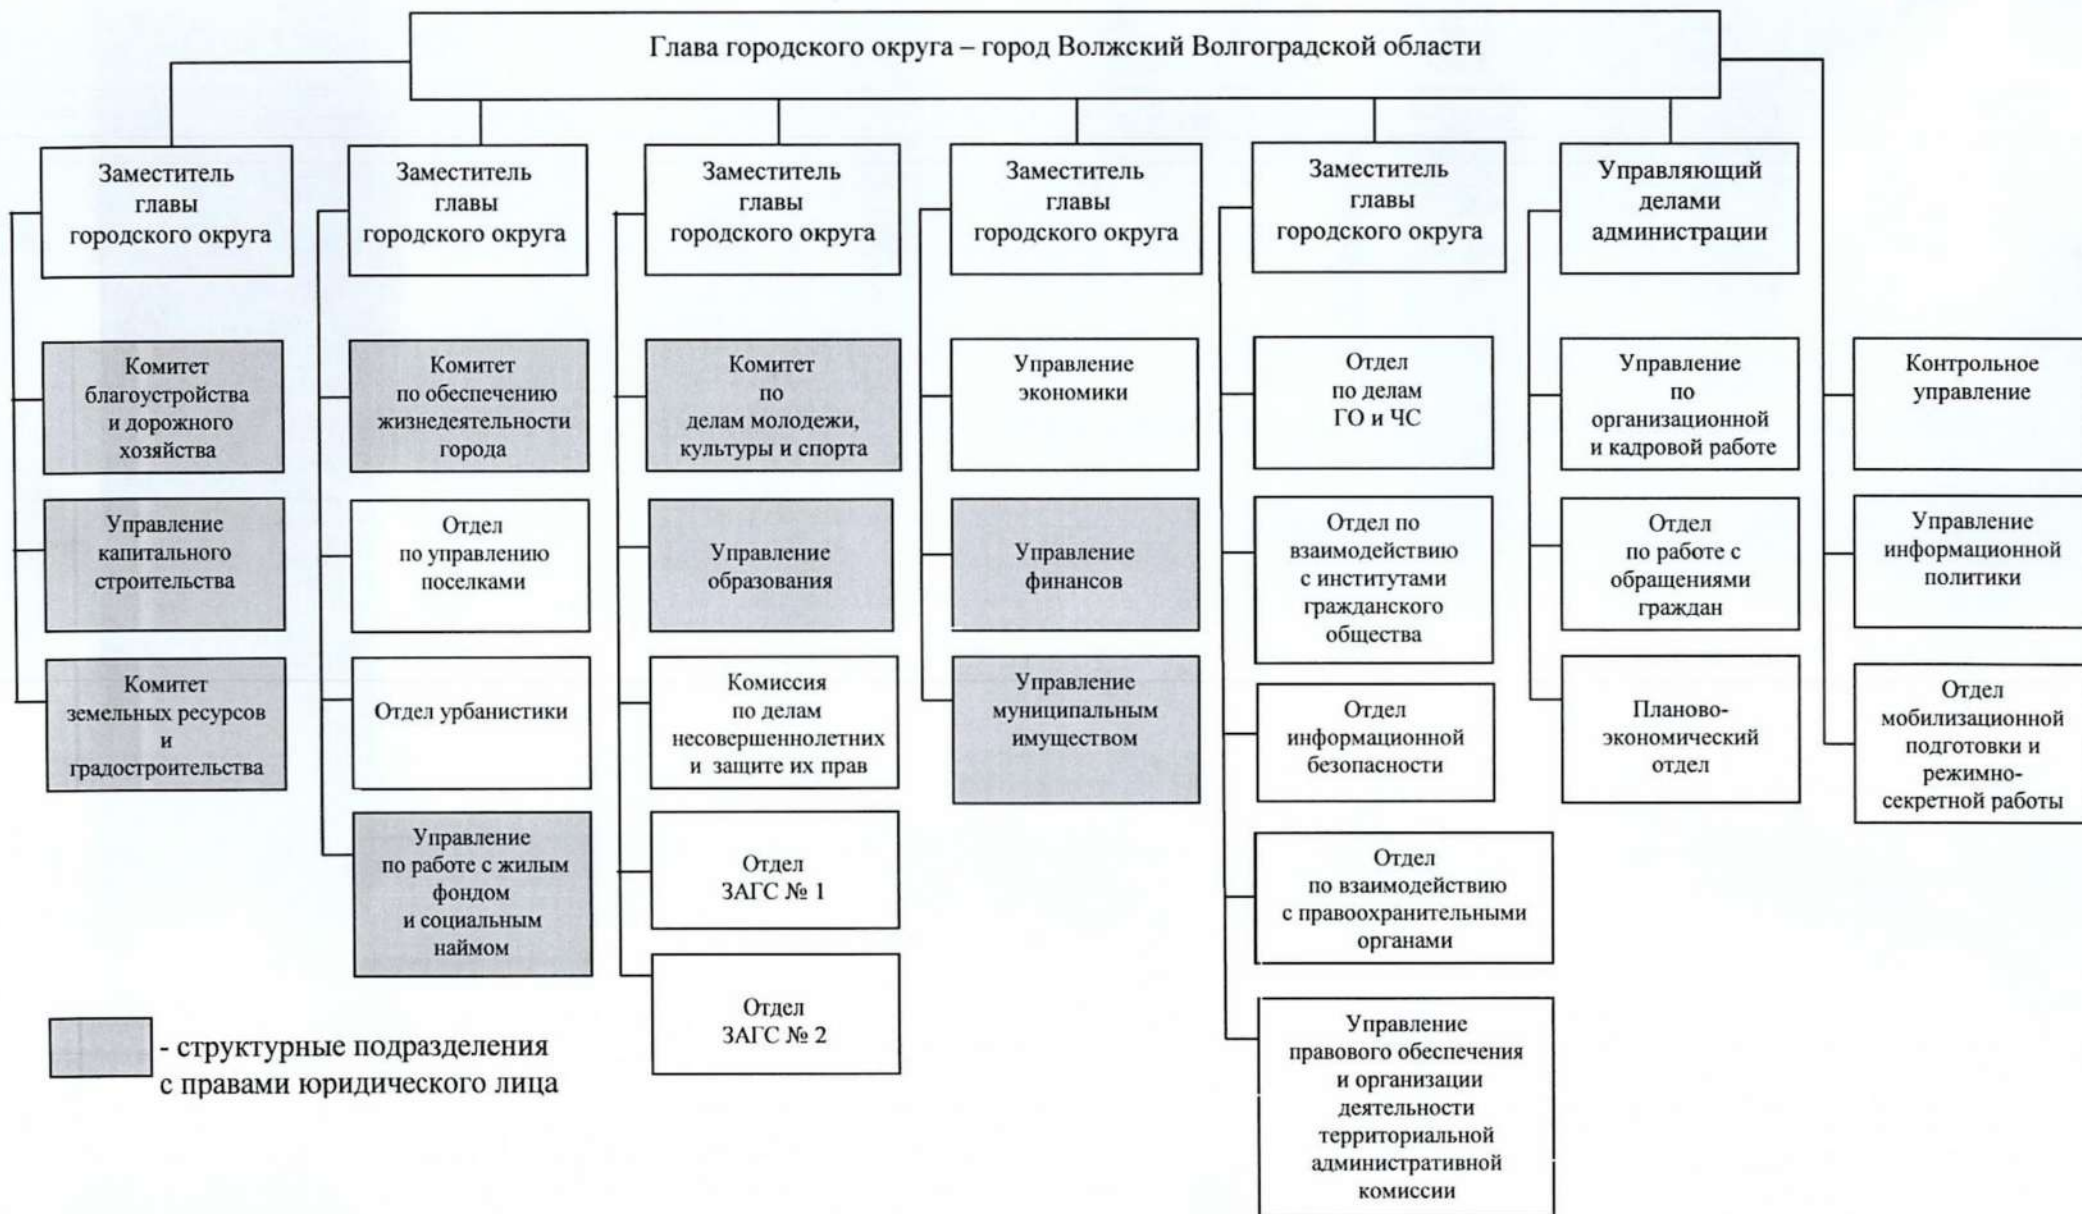 Глава городского округа – город Волжский Волгоградской области
Заместитель
главы
городского округа
Заместитель
главы
городского округа
Заместитель
главы
городского округа
Заместитель
главы
городского округа
Заместитель
главы
городского округа
Управляющий
делами
администрации
Комитет
благоустройства
и дорожного
хозяйства
Комитет
по обеспечению
жизнедеятельности
города
Комитет
по
делам молодежи,
культуры и спорта
Управление
экономики
Отдел
по делам
ГО и ЧС
Управление
по
организационной
и кадровой работе
Контрольное
управление
Управление
капитального
строительства
Отдел
по управлению
поселками
Управление
образования
Управление
финансов
Отдел по
взаимодействию
с институтами
гражданского
общества
Отдел
по работе с
обращениями
граждан
Управление
информационной
политики
Комитет
земельных ресурсов
и
градостроительства
Отдел урбанистики
Комиссия
по делам
несовершеннолетних
и защите их прав
Управление
муниципальным
имуществом
Отдел
информационной
безопасности
Планово-
экономический
отдел
Отдел
мобилизационной
подготовки и
режимно-
секретной работы
Управление
по работе с жилым
фондом
и социальным
наймом
Отдел
ЗАГС № 1
Отдел
по взаимодействию
с правоохранительными
органами
Отдел
ЗАГС № 2
Управление
правового обеспечения
и организации
деятельности
территориальной
административной
комиссии
- структурные подразделения
с правами юридического лица